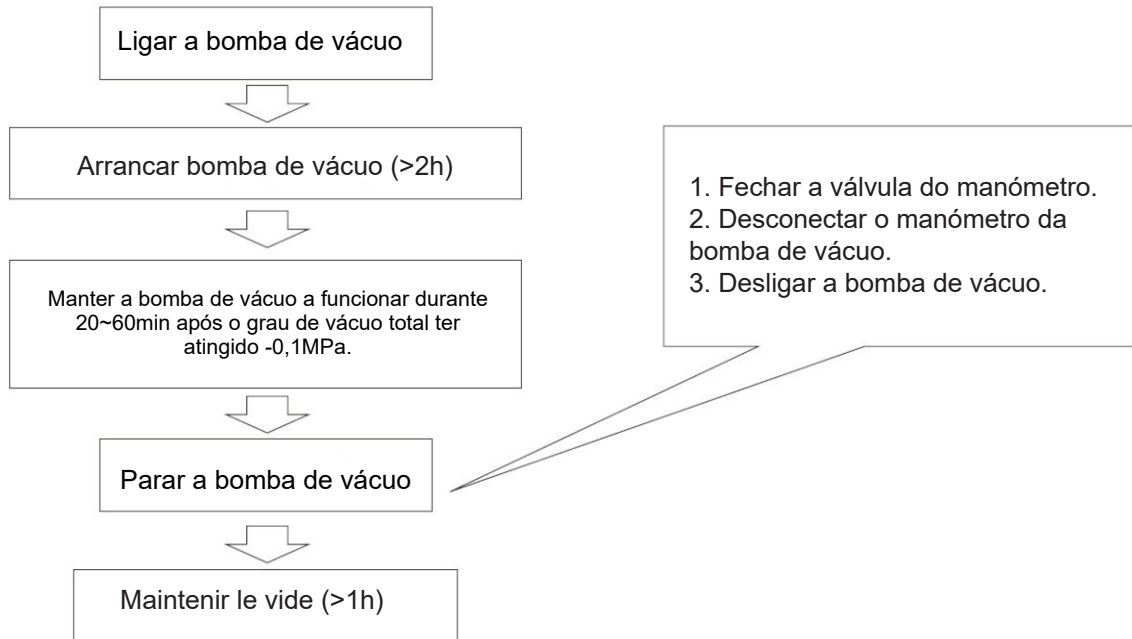 Ligar a bomba de vácuo
Arrancar bomba de vácuo (>2h)
Manter a bomba de vácuo a funcionar durante
20~60min após o grau de vácuo total ter
atingido -0,1MPa.
Parar a bomba de vácuo
1. Fechar a válvula do manómetro.
2. Desconectar o manómetro da
bomba de vácuo.
3. Desligar a bomba de vácuo.
Maintenir le vide (>1h)